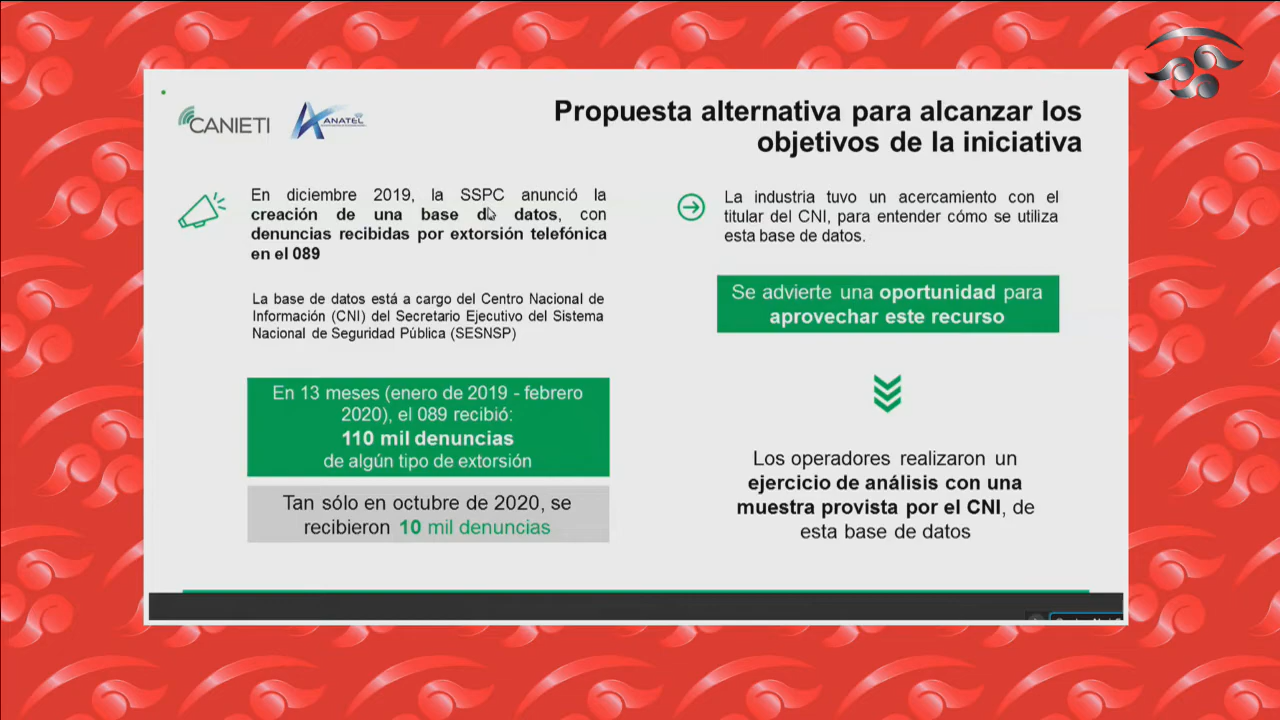 CANIETI
ANATEL
Propuesta alternativa para alcanzar los
objetivos de la iniciativa
En diciembre 2019, la SSPC anunció la
creación de una base de datos, con
denuncias recibidas por extorsión telefónica
en el 089
La base de datos está a cargo del Centro Nacional de
Información (CNI) del Secretario Ejecutivo del Sistema
Nacional de Seguridad Pública (SESNSP)
En 13 meses (enero de 2019 - febrero
2020), el 089 recibió:
110 mil denuncias
de algún tipo de extorsión
Tan sólo en octubre de 2020, se
recibieron 10 mil denuncias
La industria tuvo un acercamiento con el
titular del CNI, para entender cómo se utiliza
esta base de datos.
Se advierte una oportunidad para
aprovechar este recurso
Los operadores realizaron un
ejercicio de análisis con una
muestra provista por el CNI, de
esta base de datos